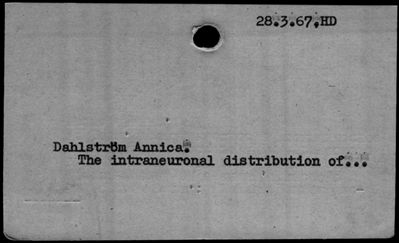 28.3.67.HD
Dahlström Annica.
The intraneuronal distribution of...